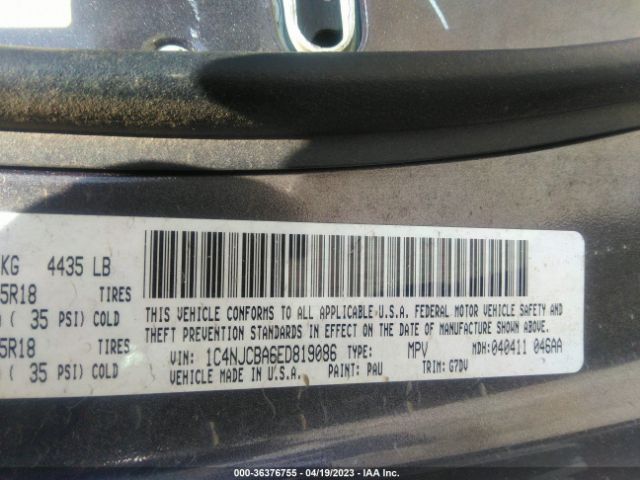 KG 4435 LB
5R18 TIRES
( 35 PSI) COLD
5R18 TIRES
( 35 PSI) COLD
THIS VEHICLE CONFORMS TO ALL APPLICABLE U.S.A. FEDERAL MOTOR VEHICLE SAFETY AND
THEFT PREVENTION STANDARDS IN EFFECT ON THE DATE OF MANUFACTURE SHOWN ABOVE.
VIN: 1C4NJCBA6ED819086 TYPE: MPV MDH:040411 046AA
VEHICLE MADE IN U.S.A. PAINT: PAU TRIM: G7DV
000-36376755 - 04/19/2023 - IAA Inc.